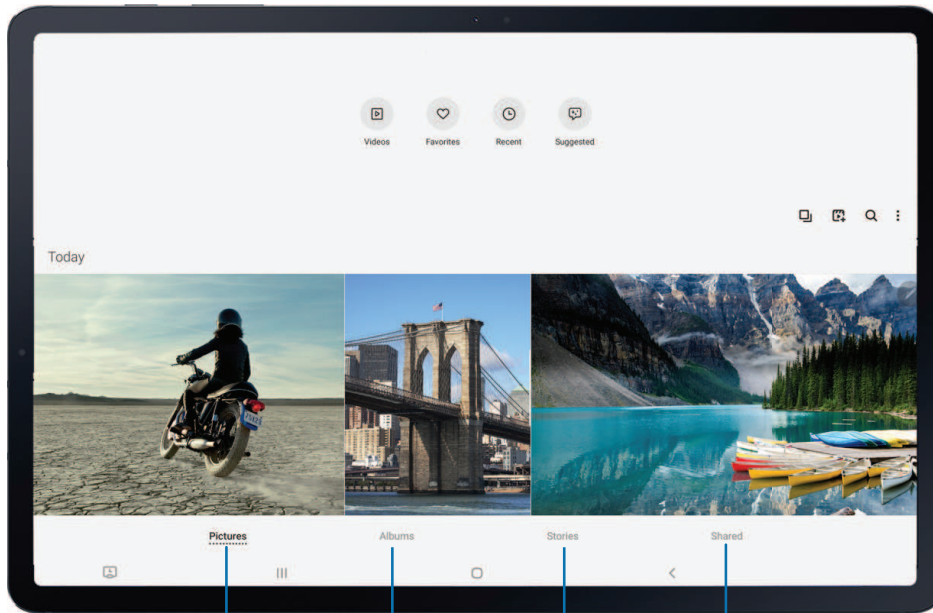 Videos
Favorites
Recent
Suggested
Today
Pictures
Albums
Stories
Shared